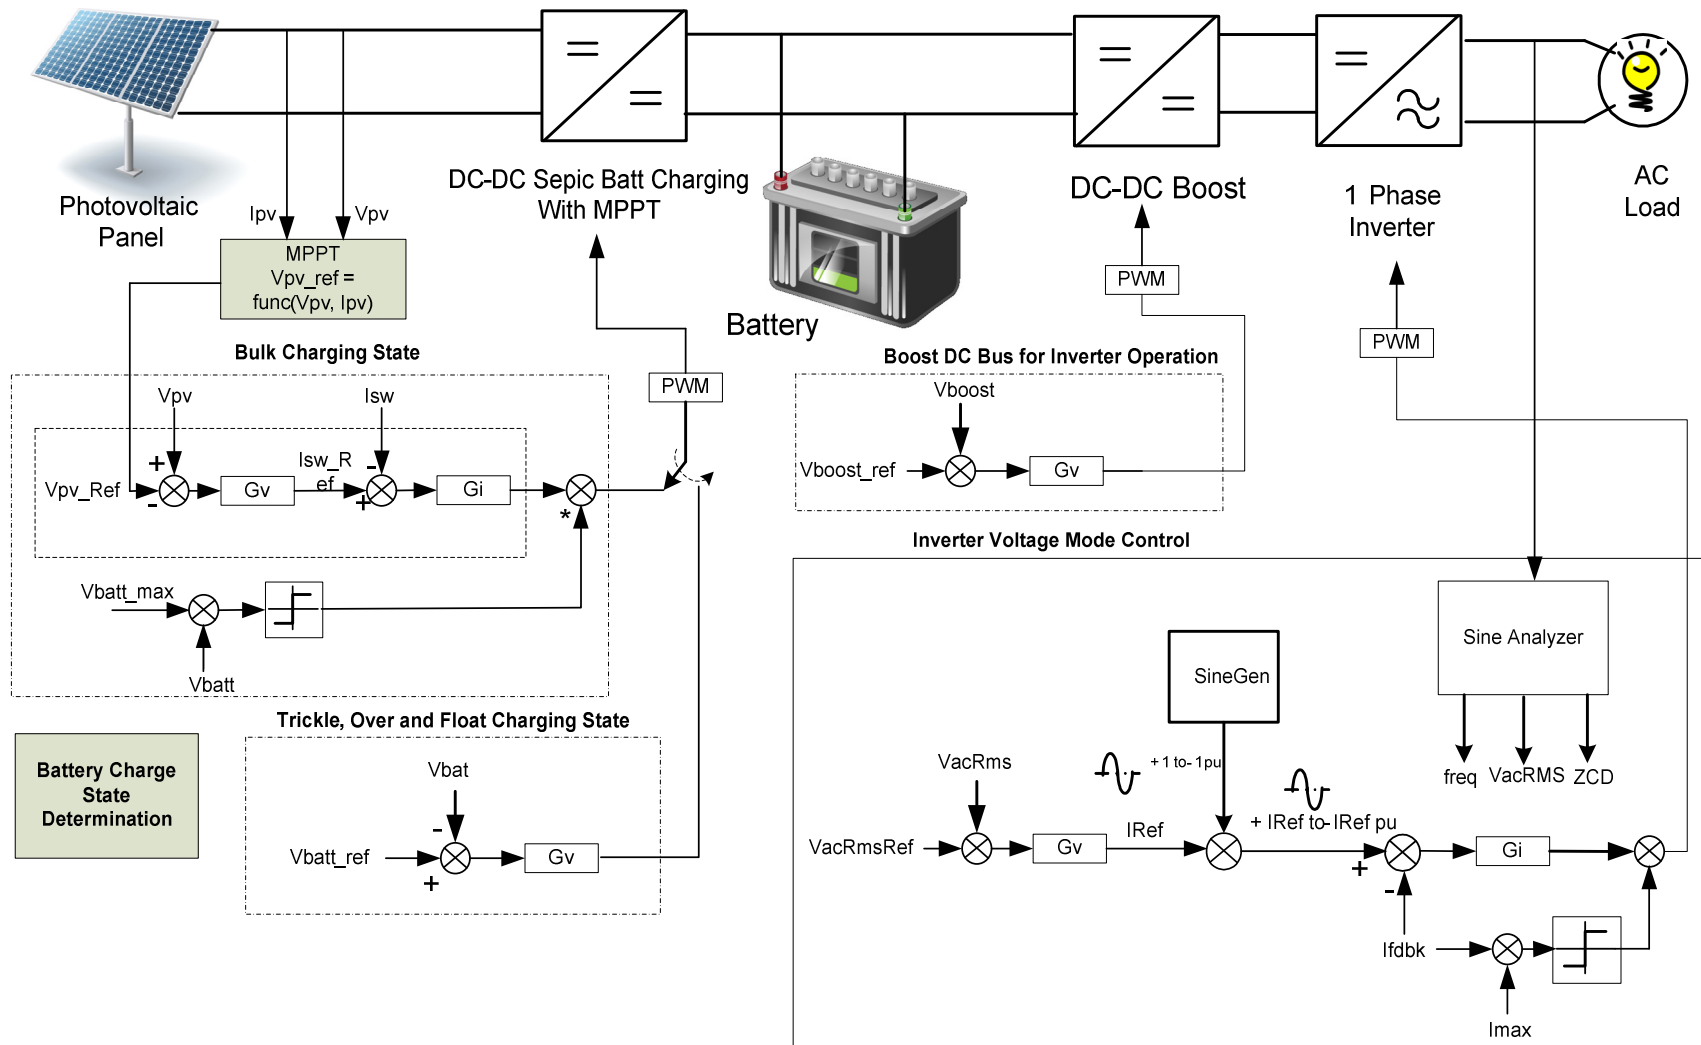 Photovoltaic
Panel
Ipv
Vpv
MPPT
Vpv_ref =
func(Vpv, Ipv)
DC-DC Sepic Batt Charging
With MPPT
Battery
DC-DC Boost
1 Phase
Inverter
AC
Load
PWM
PWM
PWM
Bulk Charging State
Vpv
Isw
Vpv_Ref
+
-
Gv
Isw_R
ef
-
+
Gi
*
Vbatt_max
Vbatt
Boost DC Bus for Inverter Operation
Vboost
Vboost_ref
Gv
Trickle, Over and Float Charging State
Vbat
-
Vbatt_ref
+
Gv
Battery Charge
State
Determination
Inverter Voltage Mode Control
Sine Analyzer
freq
VacRMS
ZCD
SineGen
VacRms
+1 to-1pu
VacRmsRef
Gv
IRef
+ IRef to-IRef pu
+
-
Gi
Ifdbk
Imax